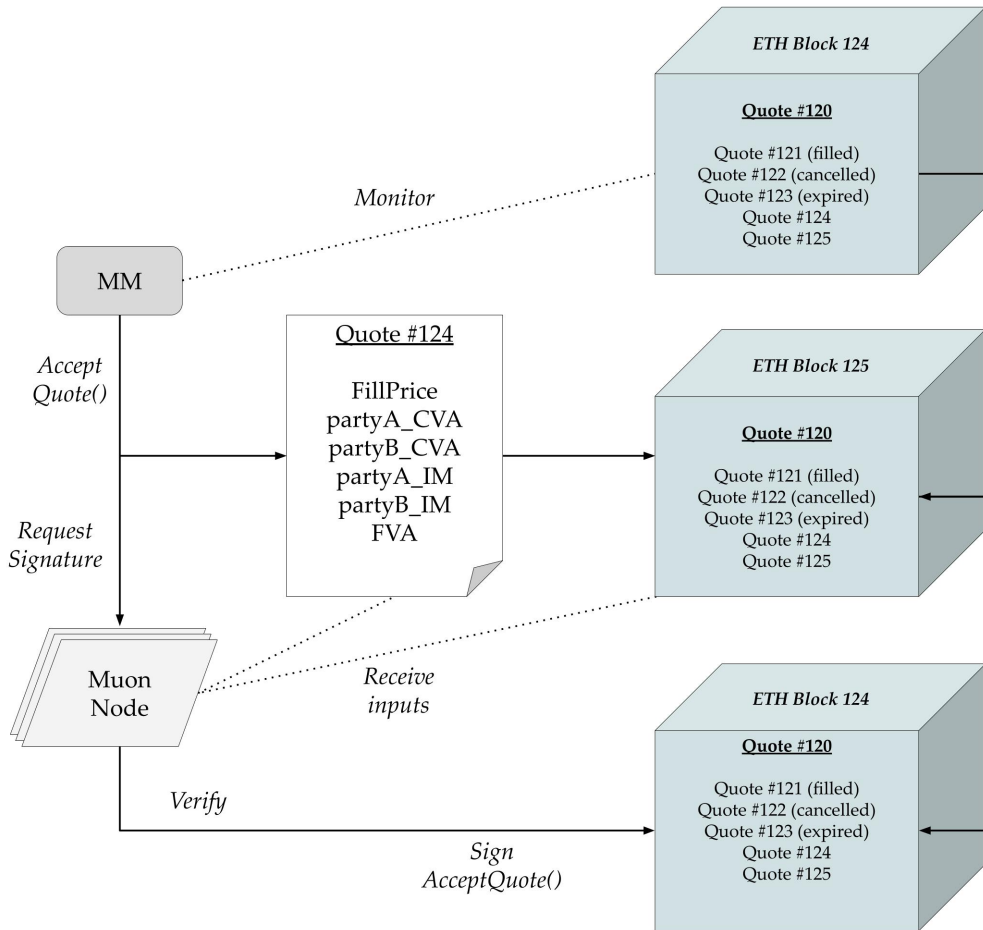 ETH Block 124
Quote #120
Quote #121 (filled)
Quote #122 (cancelled)
Quote #123 (expired)
Quote #124
Quote #125
Monitor
MM
Accept
Quote()
Quote #124
FillPrice
partyA_CVA
partyB_CVA
partyA_IM
partyB_IM
FVA
ETH Block 125
Quote #120
Quote #121 (filled)
Quote #122 (cancelled)
Quote #123 (expired)
Quote #124
Quote #125
Request
Signature
Muon
Node
Receive
inputs
Verify
Sign
AcceptQuote()
ETH Block 124
Quote #120
Quote #121 (filled)
Quote #122 (cancelled)
Quote #123 (expired)
Quote #124
Quote #125